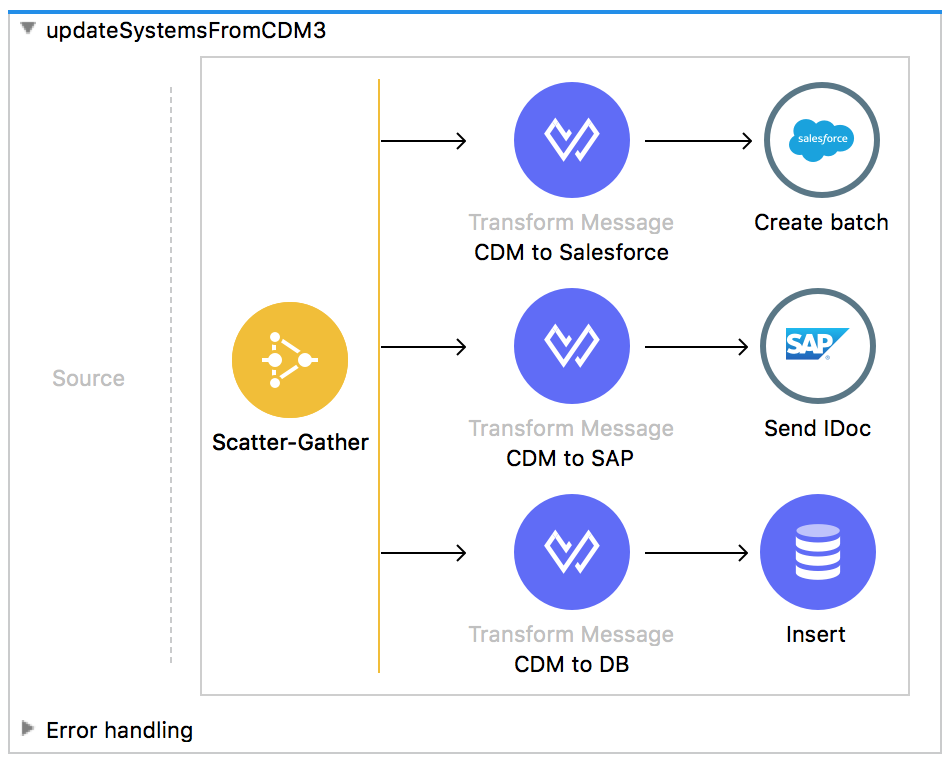 updateSystemsFromCDM3
Source
Scatter-Gather
salesforce
Transform Message
CDM to Salesforce
Create batch
SAP
Transform Message
CDM to SAP
Send IDoc
Transform Message
CDM to DB
Insert
Error handling